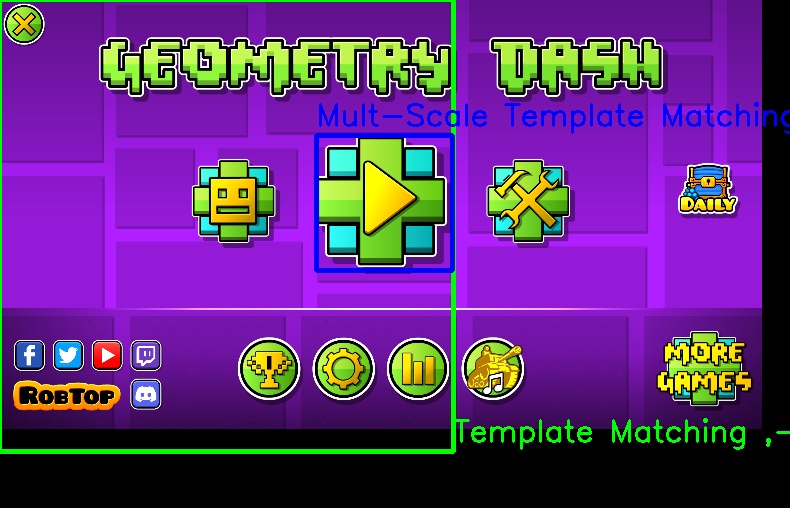 GEOMETRY DASH
Mult-Scale Template Matching
DAILY
MORE
GAMES
ROBTOP
Template Matching ,-